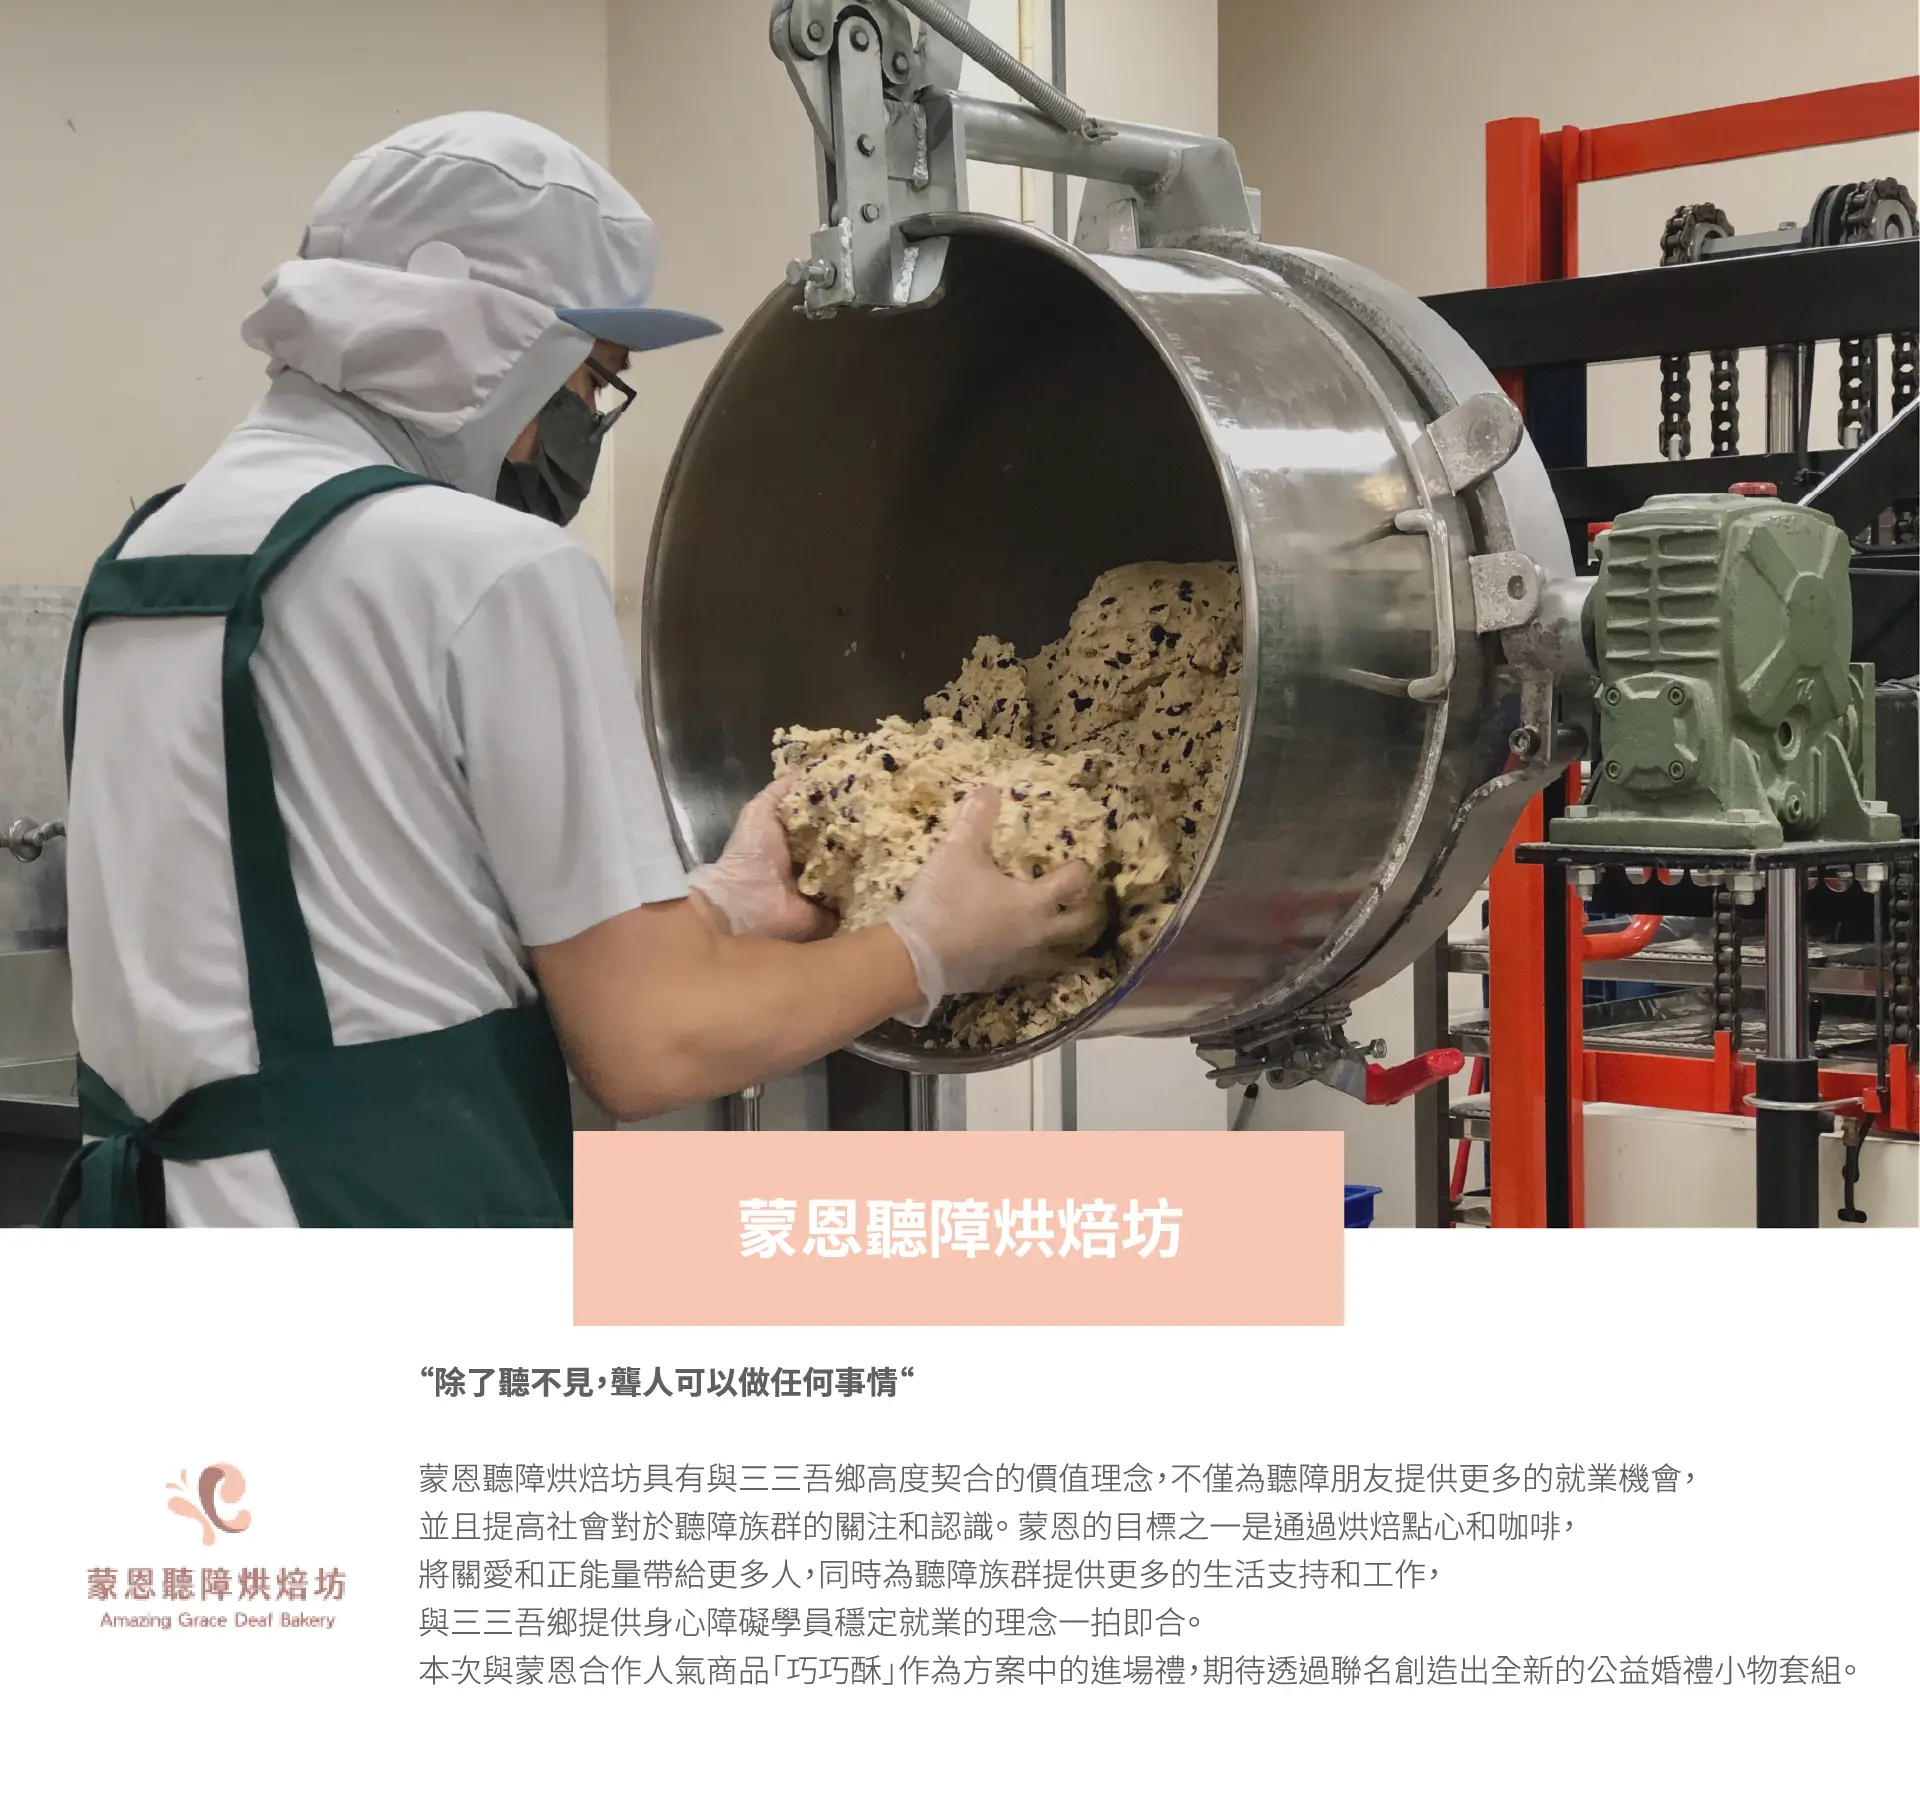 蒙恩聽障烘焙坊
“除了聽不見，聾人可以做任何事情“
蒙恩聽障烘焙坊具有與三三吾鄉高度契合的價值理念，不僅為聽障朋友提供更多的就業機會，
並且提高社會對於聽障族群的關注和認識。蒙恩的目標之一是通過烘焙點心和咖啡，
將關愛和正能量帶給更多人，同時為聽障族群提供更多的生活支持和工作，
與三三吾鄉提供身心障礙學員穩定就業的理念一拍即合。
本次與蒙恩合作人氣商品「巧巧酥」作為方案中的進場禮，期待透過聯名創造出全新的公益婚禮小物套組。
蒙恩聽障烘焙坊
Amazing Grace Deaf Bakery